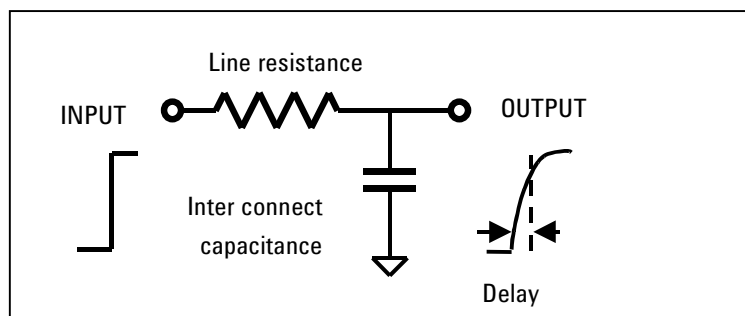 Line resistance
INPUT
OUTPUT
Inter connect
capacitance
Delay